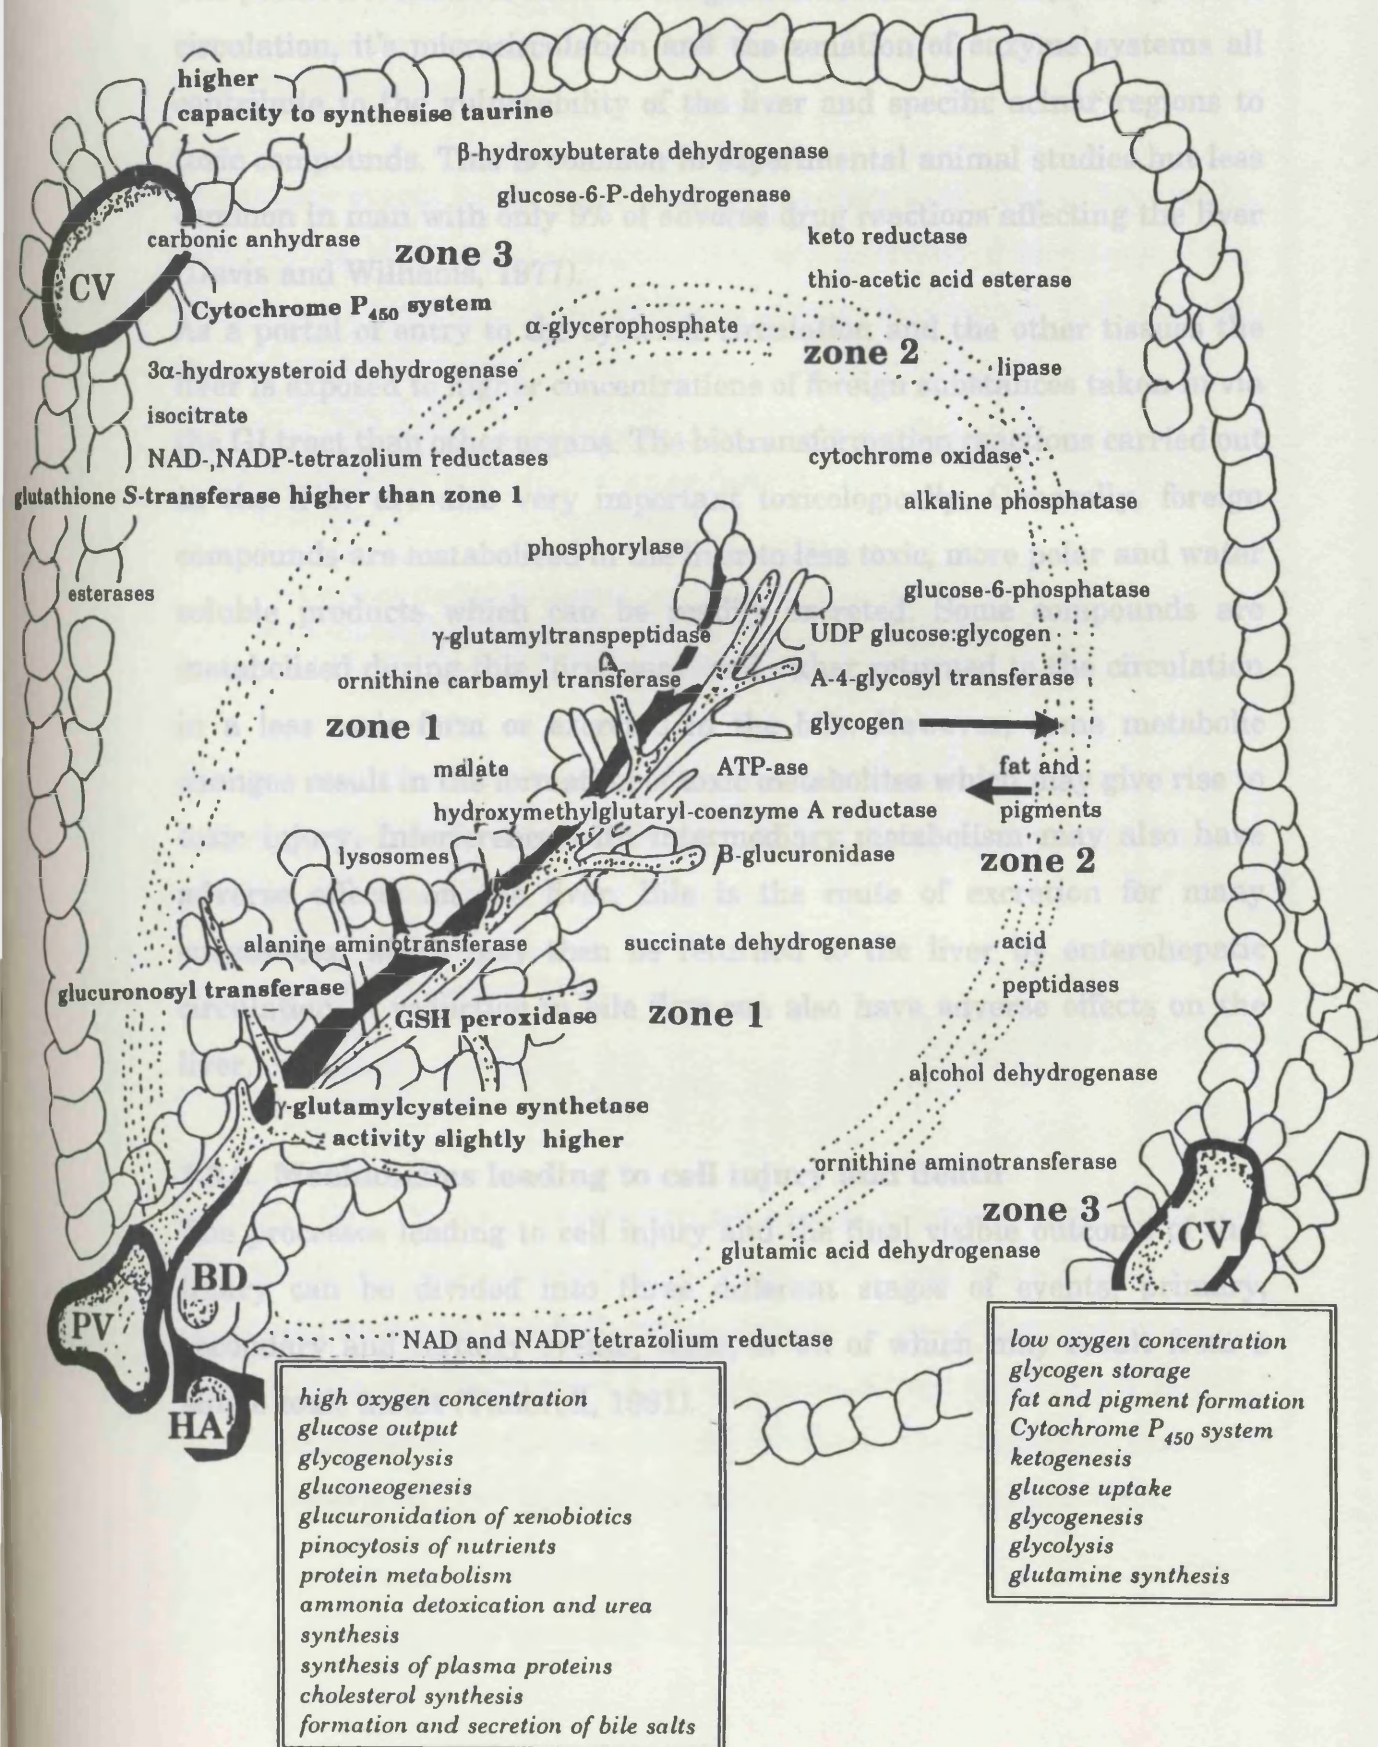 higher
capacity to synthesise taurine
β-hydroxybuterate dehydrogenase
glucose-6-P-dehydrogenase
carbonic anhydrase
zone 3
keto reductase
CV
thio-acetic acid esterase
Cytochrome P450 system
α-glycerophosphate
zone 2
3α-hydroxysteroid dehydrogenase
lipase
isocitrate
NAD-,NADP-tetrazolium reductases
cytochrome oxidase
glutathione S-transferase higher than zone 1
alkaline phosphatase
phosphorylase
esterases
glucose-6-phosphatase
γ-glutamyltranspeptidase
UDP glucose:glycogen
ornithine carbamyl transferase
A-4-glycosyl transferase
zone 1
glycogen
malate
ATP-ase
fat and
pigments
hydroxymethylglutaryl-coenzyme A reductase
lysosomes
β-glucuronidase
zone 2
alanine aminotransferase
succinate dehydrogenase
acid
peptidases
glucuronosyl transferase
GSH peroxidase
zone 1
alcohol dehydrogenase
γ-glutamylcysteine synthetase
activity slightly higher
ornithine aminotransferase
zone 3
CV
glutamic acid dehydrogenase
BD
PV
NAD and NADP tetrazolium reductase
HA
high oxygen concentration
glucose output
glycogenolysis
gluconeogenesis
glucuronidation of xenobiotics
pinocytosis of nutrients
protein metabolism
ammonia detoxication and urea
synthesis
synthesis of plasma proteins
cholesterol synthesis
formation and secretion of bile salts
low oxygen concentration
glycogen storage
fat and pigment formation
Cytochrome P450 system
ketogenesis
glucose uptake
glycogenesis
glycolysis
glutamine synthesis